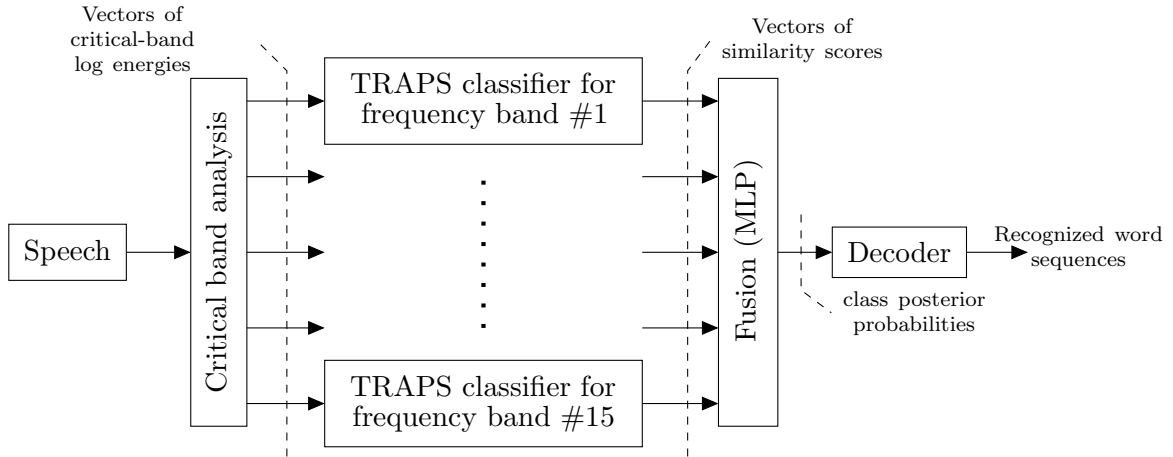 Vectors of
critical-band
log energies
Vectors of
similarity scores
TRAPS classifier for
frequency band #1
Speech
Critical band analysis
Fusion (MLP)
Decoder
Recognized word
sequences
class posterior
probabilities
TRAPS classifier for
frequency band #15